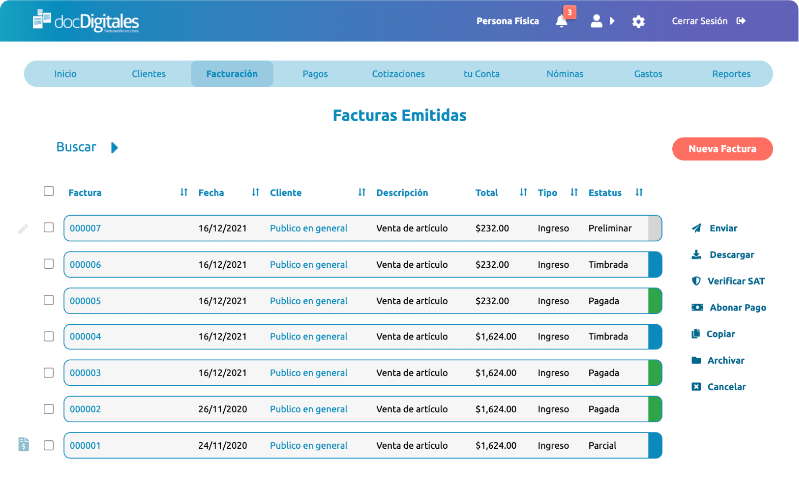 docDigitales
Facturación en Línea
Persona Física
3
Cerrar Sesión
Inicio
Clientes
Facturación
Pagos
Cotizaciones
tu Conta
Nóminas
Gastos
Reportes
Facturas Emitidas
Buscar
Nueva Factura
Factura Fecha Cliente Descripción Total Tipo Estatus
000007 16/12/2021 Publico en general Venta de artículo $232.00 Ingreso Preliminar
000006 16/12/2021 Publico en general Venta de artículo $232.00 Ingreso Timbrada
000005 16/12/2021 Publico en general Venta de artículo $232.00 Ingreso Pagada
000004 16/12/2021 Publico en general Venta de artículo $1,624.00 Ingreso Timbrada
000003 16/12/2021 Publico en general Venta de artículo $1,624.00 Ingreso Pagada
000002 26/11/2020 Publico en general Venta de artículo $1,624.00 Ingreso Pagada
000001 24/11/2020 Publico en general Venta de artículo $1,624.00 Ingreso Parcial
Enviar
Descargar
Verificar SAT
Abonar Pago
Copiar
Archivar
Cancelar